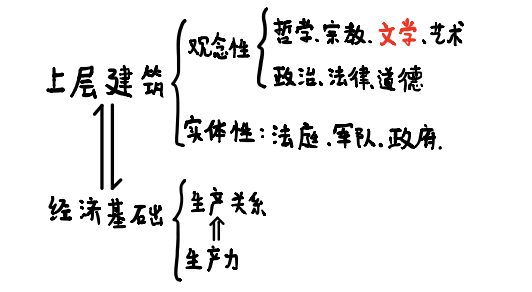 哲学、宗教、文学、艺术
观念性
政治、法律、道德
上层建筑
实体性：法庭、军队、政府.
经济基础
生产关系
生产力